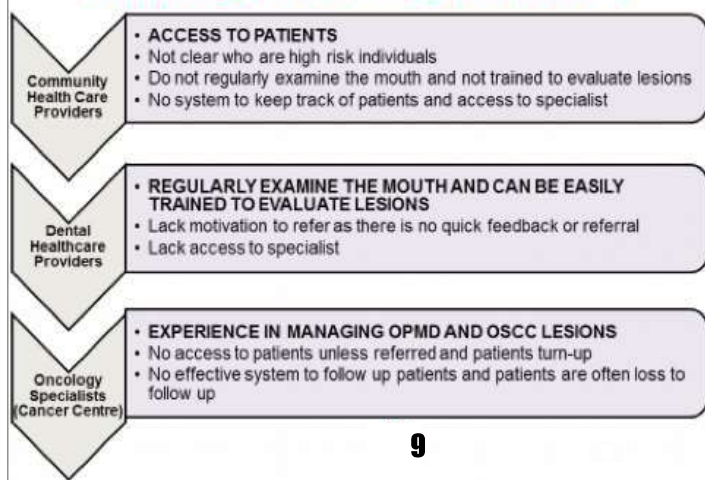 Community
Health Care
Providers
• ACCESS TO PATIENTS
• Not clear who are high risk individuals
• Do not regularly examine the mouth and not trained to evaluate lesions
• No system to keep track of patients and access to specialist
Dental
Healthcare
Providers
• REGULARLY EXAMINE THE MOUTH AND CAN BE EASILY
TRAINED TO EVALUATE LESIONS
• Lack motivation to refer as there is no quick feedback or referral
• Lack access to specialist
Oncology
Specialists
(Cancer Centre)
• EXPERIENCE IN MANAGING OPMD AND OSCC LESIONS
• No access to patients unless referred and patients turn-up
• No effective system to follow up patients and patients are often loss to
follow up
9